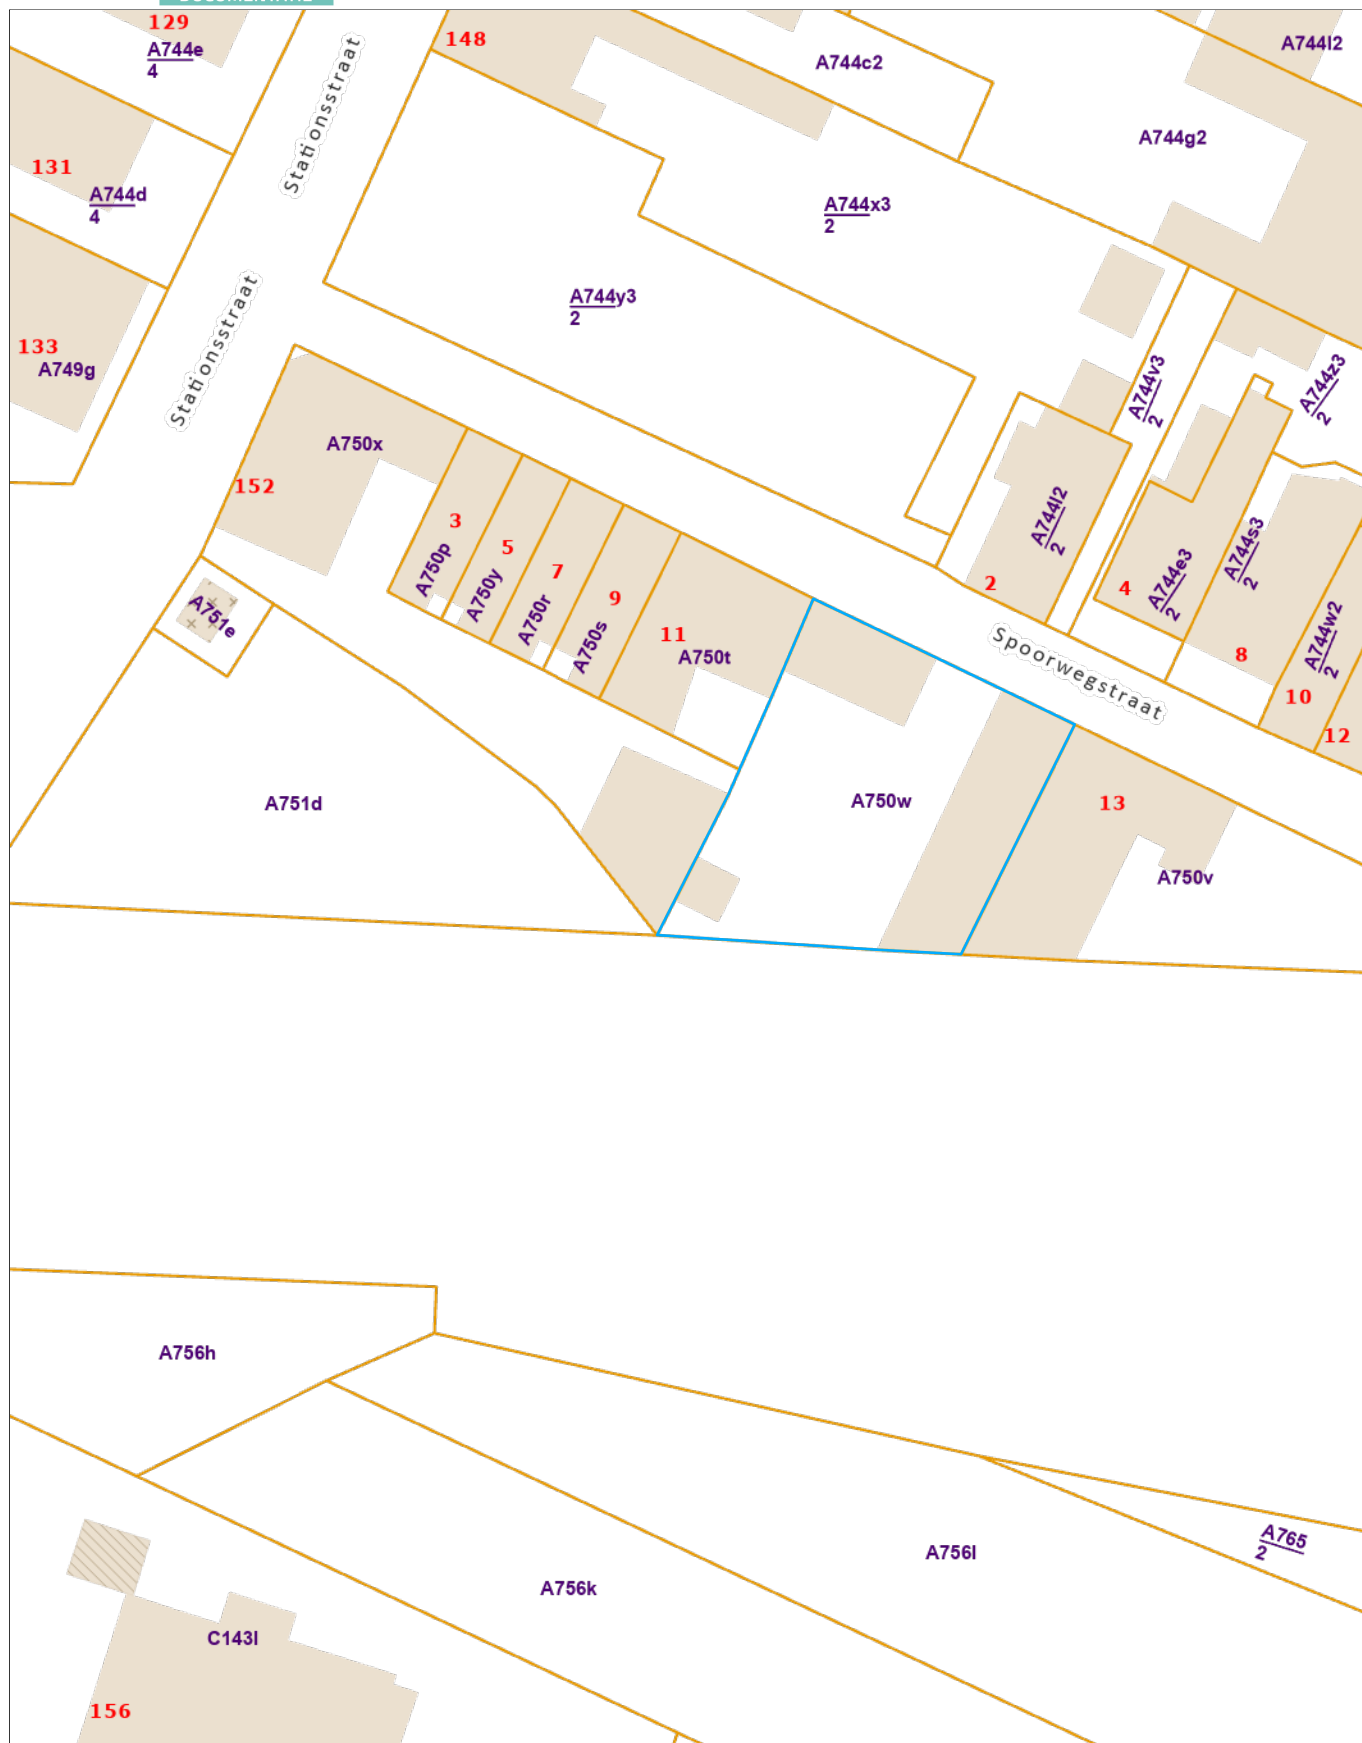 129
A744e
4
148
A744c2
A744l2
Stationsstraat
A744g2
131
A744d
4
A744x3
2
A744y3
2
Stationsstraat
133
A749g
A744v3
2
A744z3
2
A750x
152
3
A750p
5
A750y
7
A750r
9
A750s
11
A750t
A744l2
2
2
4
A744e3
2
A744s3
2
8
A744w2
2
10
12
A751e
Spoorwegstraat
A751d
A750w
13
A750v
A756h
A756l
A765
2
A756k
C143l
156